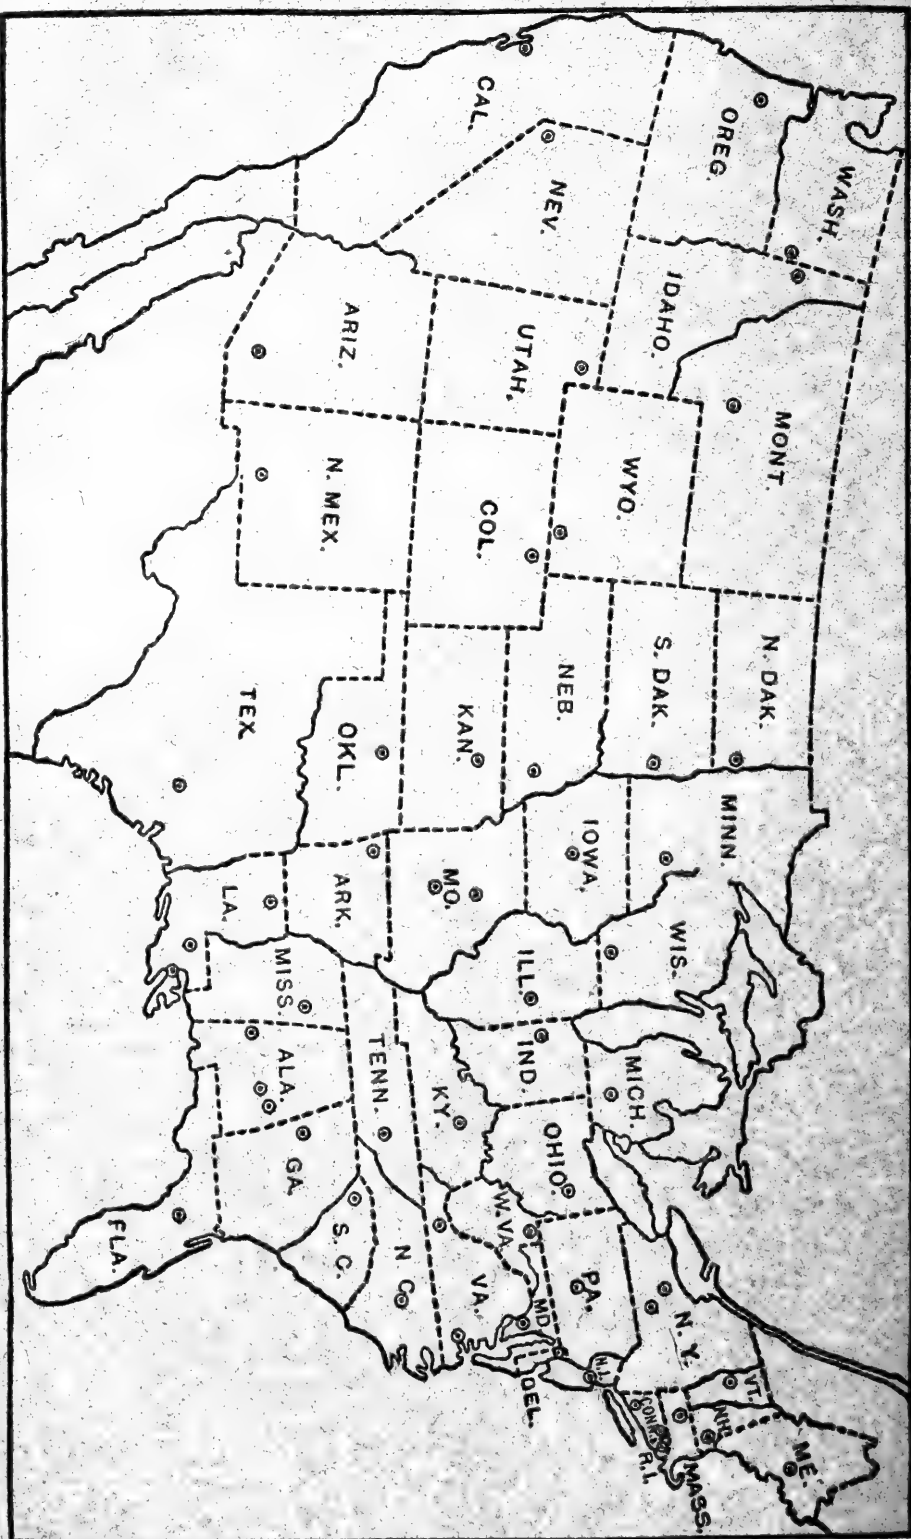 WASH.
OREG.
CAL.
NEV.
IDAHO.
MONT.
WYO.
UTAH.
ARIZ.
COL.
N. MEX.
N. DAK.
S. DAK.
NEB.
KAN.
OKL.
TEX.
MINN.
IOWA.
MO.
ARK.
LA.
WIS.
ILL.
MISS.
MICH.
IND.
KY.
TENN.
ALA.
OHIO.
GA.
FLA.
W. VA.
VA.
N. C.
S. C.
PA.
MD.
DEL.
N.J.
N. Y.
VT.
N.H.
ME.
MASS.
CONN.
R.I.